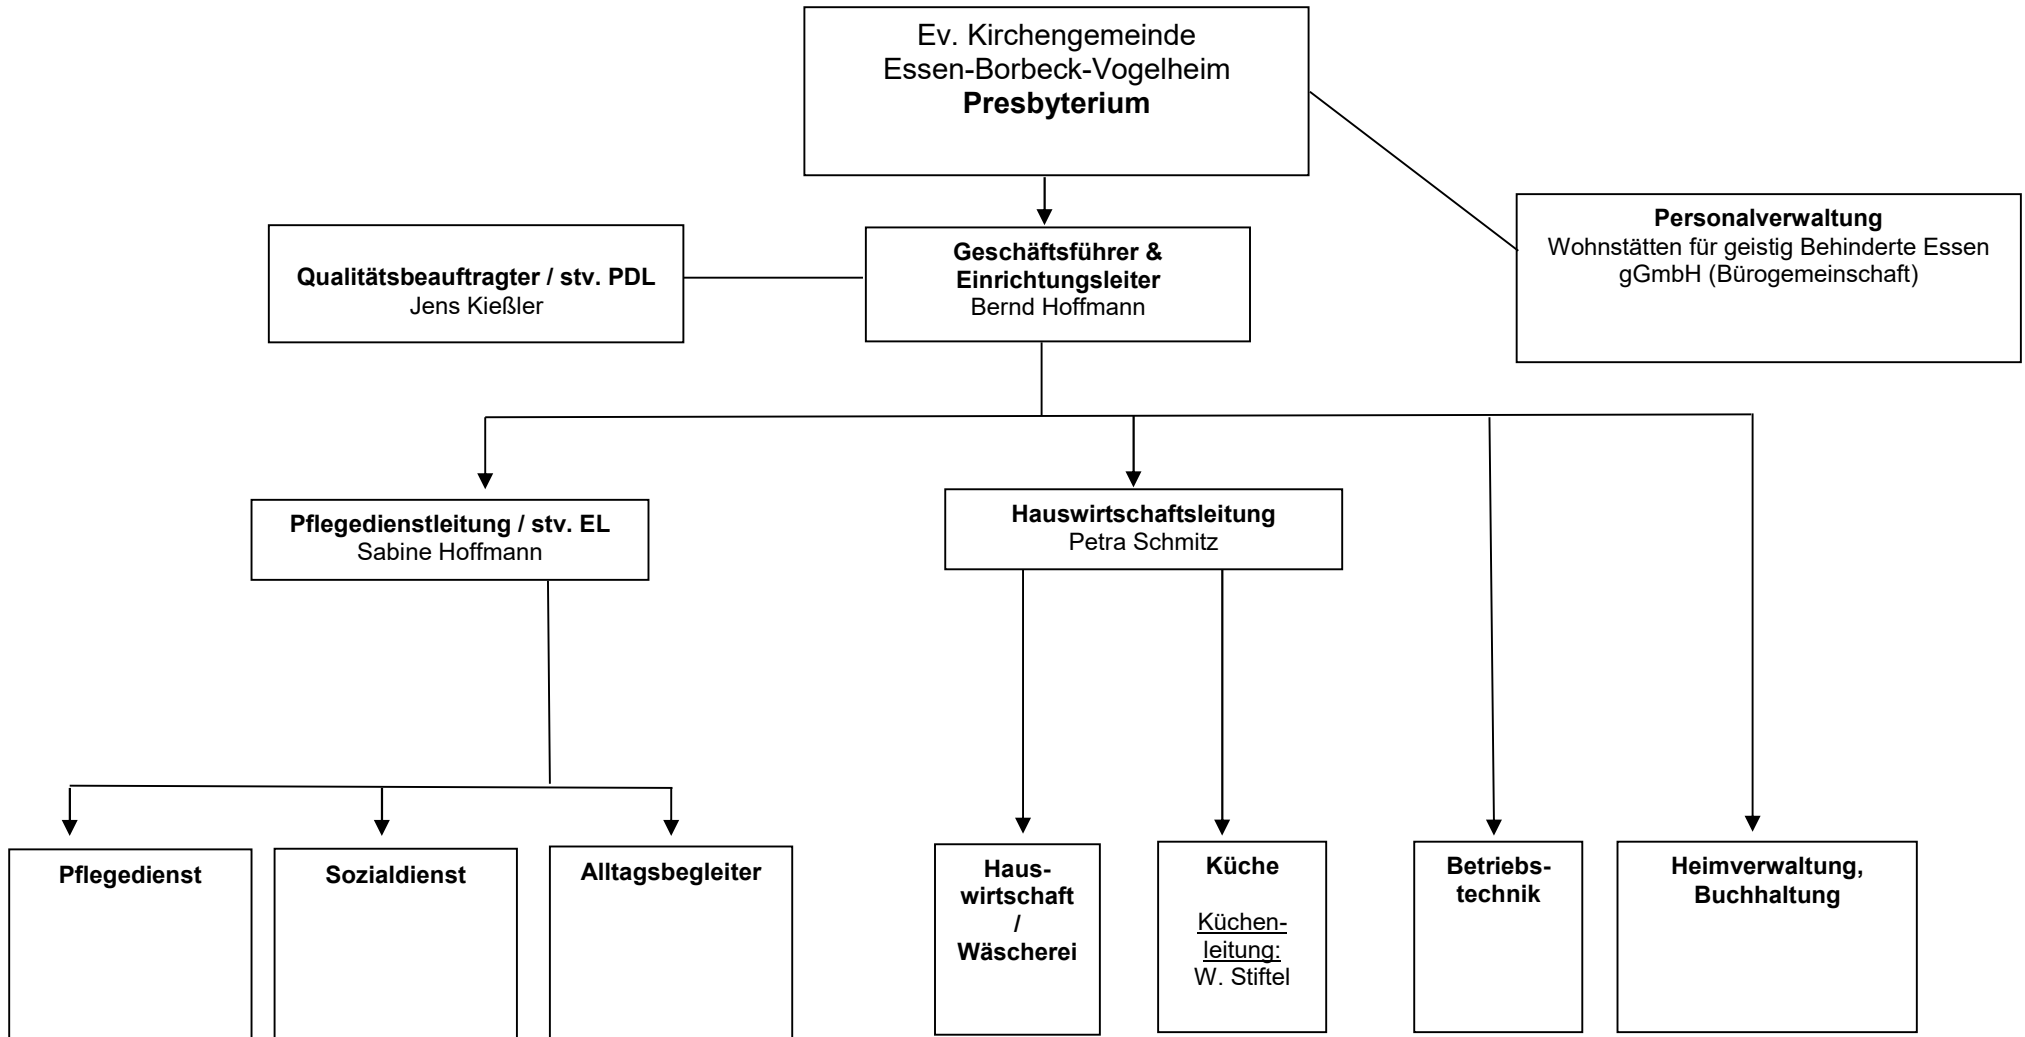 Ev. Kirchengemeinde
Essen-Borbeck-Vogelheim
Presbyterium
Personalverwaltung
Wohnstätten für geistig Behinderte Essen
gGmbH (Bürogemeinschaft)
Qualitätsbeauftragter / stv. PDL
Jens Kießler
Geschäftsführer &
Einrichtungsleiter
Bernd Hoffmann
Pflegedienstleitung / stv. EL
Sabine Hoffmann
Hauswirtschaftsleitung
Petra Schmitz
Pflegedienst
Sozialdienst
Alltagsbegleiter
Haus-
wirtschaft
/
Wäscherei
Küche
Küchen-
leitung:
W. Stiftel
Betriebs-
technik
Heimverwaltung,
Buchhaltung